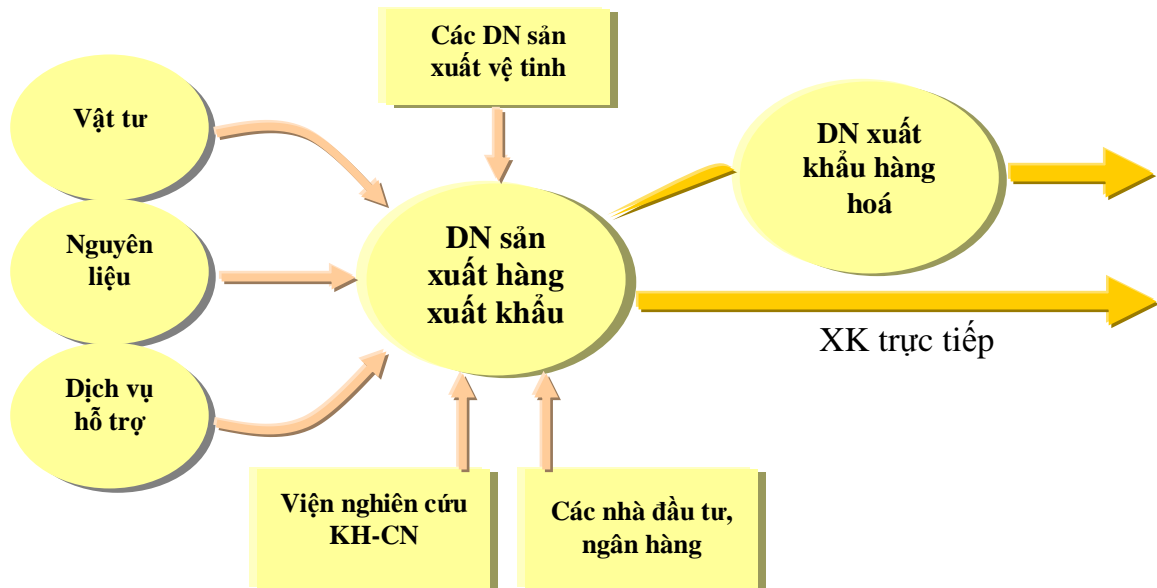 Các DN sản
xuất vệ tinh
Vật tư
DN xuất
khẩu hàng
hoá
Nguyên
liệu
DN sản
xuất hàng
xuất khẩu
XK trực tiếp
Dịch vụ
hỗ trợ
Viện nghiên cứu
KH-CN
Các nhà đầu tư,
ngân hàng